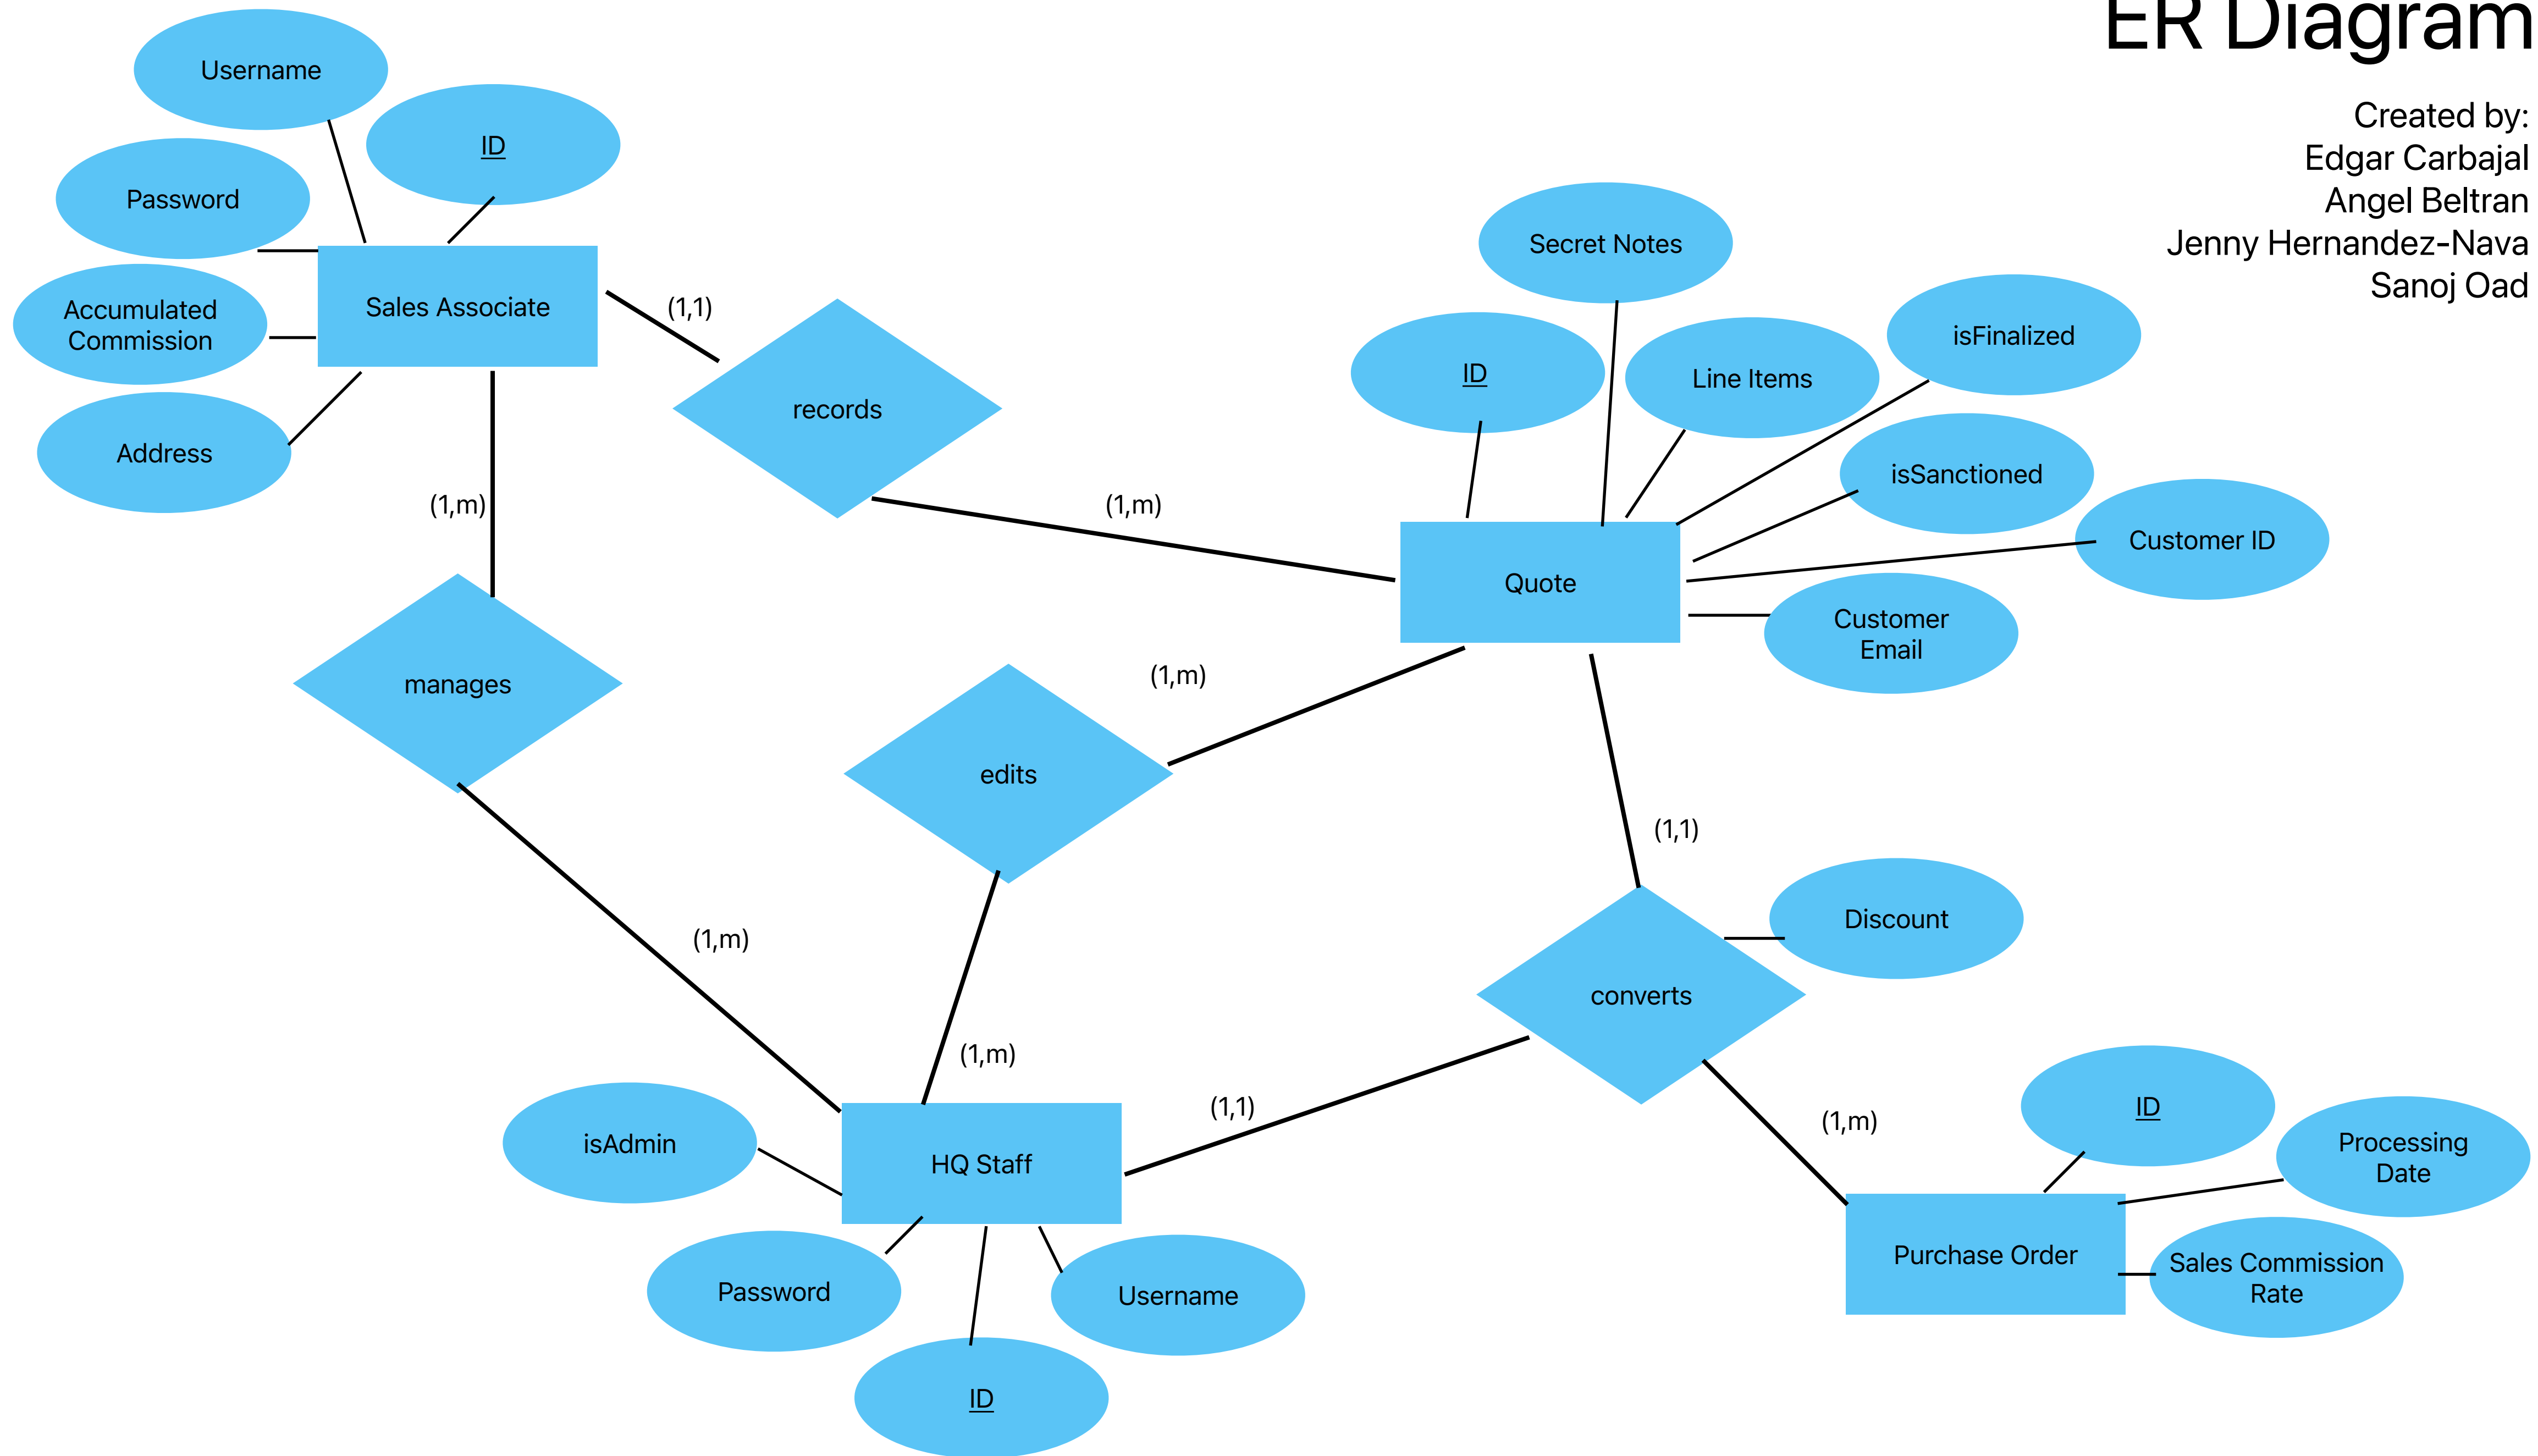 ER Diagram
Created by:
Edgar Carbajal
Angel Beltran
Jenny Hernandez-Nava
Sanoj Oad
Username
ID
Password
Accumulated
Commission
Address
Sales Associate
(1,1)
records
(1,m)
(1,m)
manages
Secret Notes
ID
Line Items
isFinalized
isSanctioned
Customer ID
Customer
Email
Quote
(1,m)
edits
(1,m)
(1,m)
(1,1)
Discount
converts
(1,1)
(1,m)
isAdmin
HQ Staff
Password
Username
ID
ID
Processing
Date
Purchase Order
Sales Commission
Rate